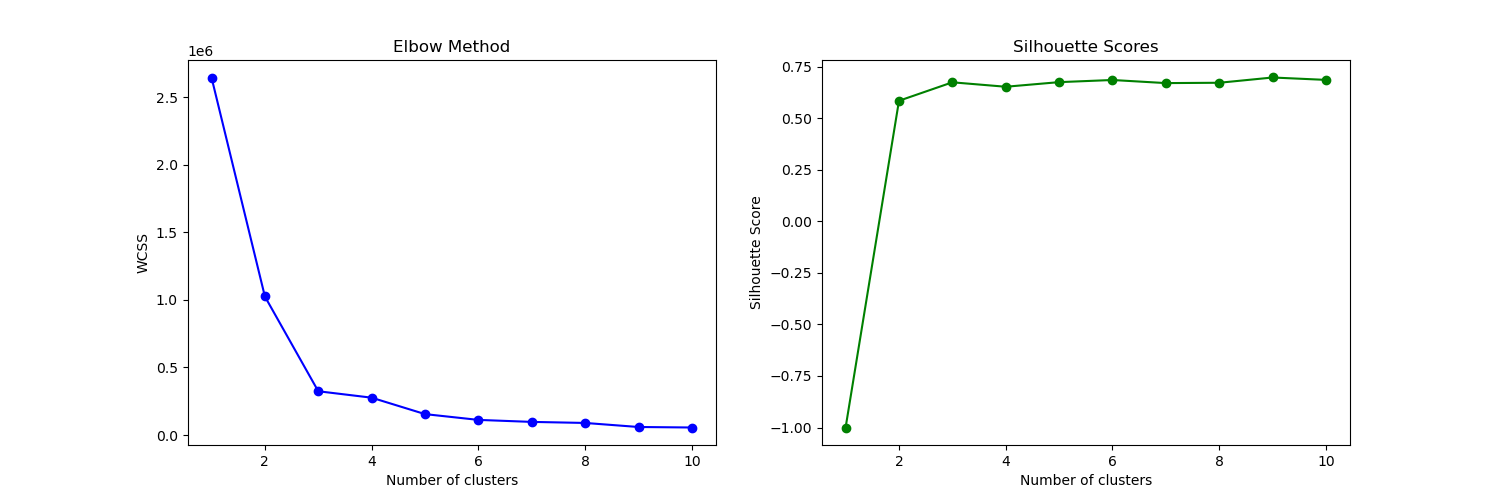 Elbow Method
1e6
2.5
2.0
1.5
1.0
0.5
0.0
WCSS
2 4 6 8 10
Number of clusters
Silhouette Scores
0.75
0.50
0.25
0.00
−0.25
−0.50
−0.75
−1.00
Silhouette Score
2 4 6 8 10
Number of clusters